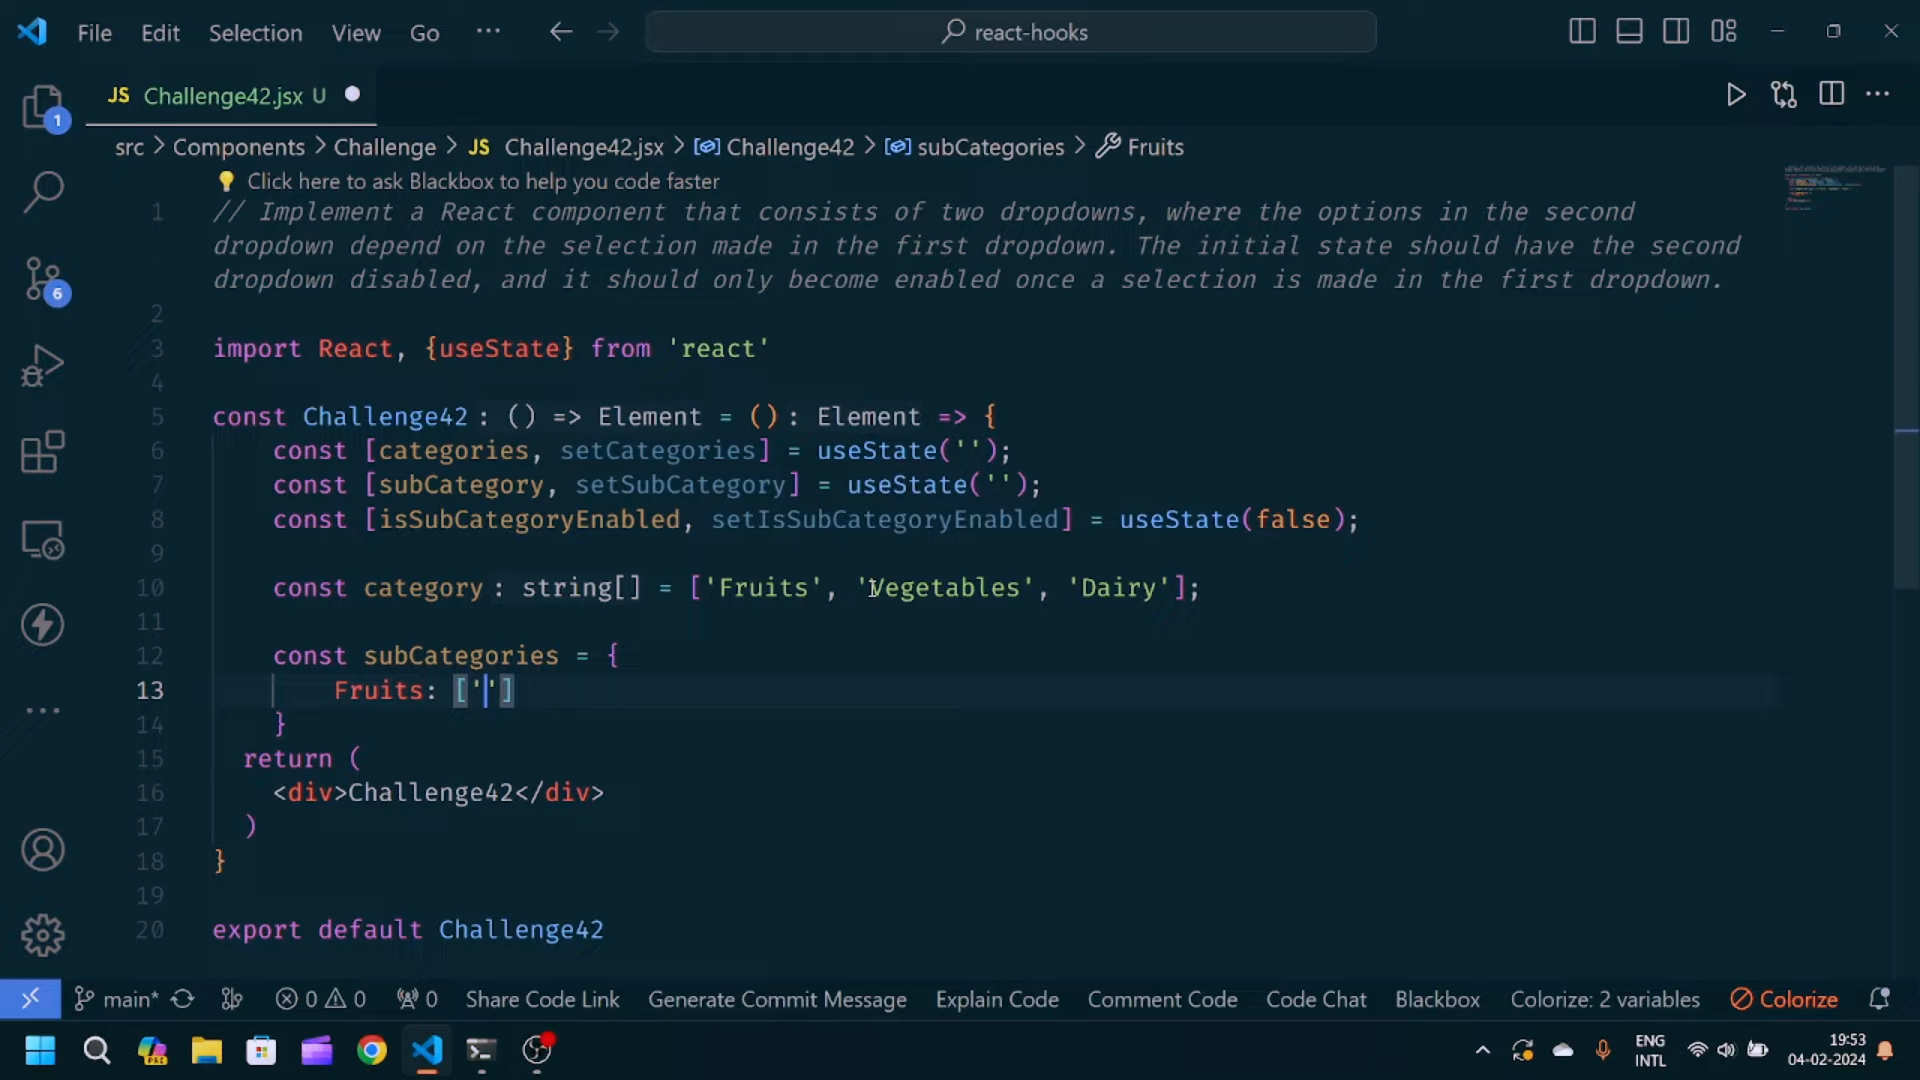 File Edit Selection View Go ··· react-hooks
JS Challenge42.jsx U
1
src > Components > Challenge > JS Challenge42.jsx > Challenge42 > subCategories > Fruits
Click here to ask Blackbox to help you code faster
1 // Implement a React component that consists of two dropdowns, where the options in the second
dropdown depend on the selection made in the first dropdown. The initial state should have the second
dropdown disabled, and it should only become enabled once a selection is made in the first dropdown.
6
2
3 import React, {useState} from 'react'
4
5 const Challenge42: () => Element = (): Element => {
6 const [categories, setCategories] = useState('');
7 const [subCategory, setSubCategory] = useState('');
8 const [isSubCategoryEnabled, setIsSubCategoryEnabled] = useState(false);
9
10 const category: string[] = ['Fruits', 'Vegetables', 'Dairy'];
11
12 const subCategories = {
13 Fruits: ['']
14 }
15 return (
16 <div>Challenge42</div>
17 )
18 }
19
20 export default Challenge42
main* 0 0 0 Share Code Link Generate Commit Message Explain Code Comment Code Code Chat Blackbox Colorize: 2 variables Colorize
PRE
ENG
INTL
19:53
04-02-2024